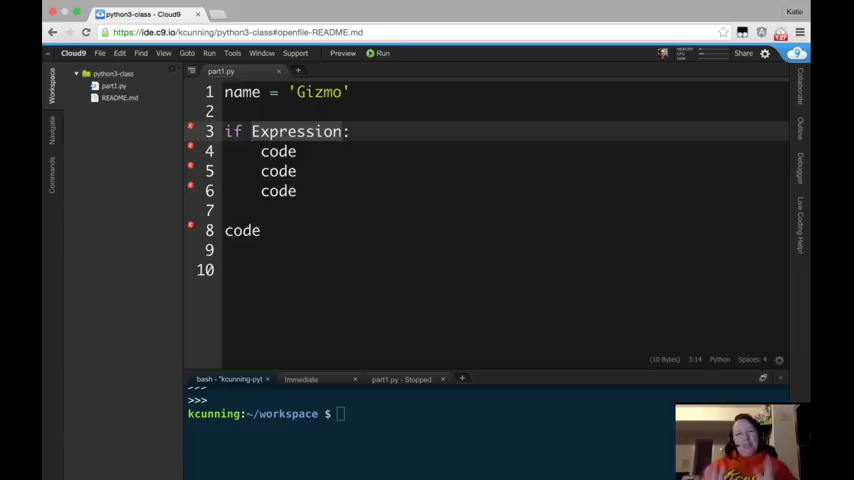 python3-class - Cloud9
Katie
https://ide.c9.io/kcunning/python3-class#openfile-README.md
Cloud9 File Edit Find View Goto Run Tools Window Support Preview Run
MEMORY
CPU
DISK
Share
Workspace
Navigate
Commands
python3-class
part1.py
README.md
part1.py
1 name = 'Gizmo'
2
3 if Expression:
4 code
5 code
6 code
7
8 code
9
10
(10 Bytes) 3:14 Python Spaces: 4
Collaborate
Outline
Debugger
Live Coding Help!
bash - "kcunning-pyt Immediate part1.py - Stopped
>>>
>>>
kcunning:~/workspace $